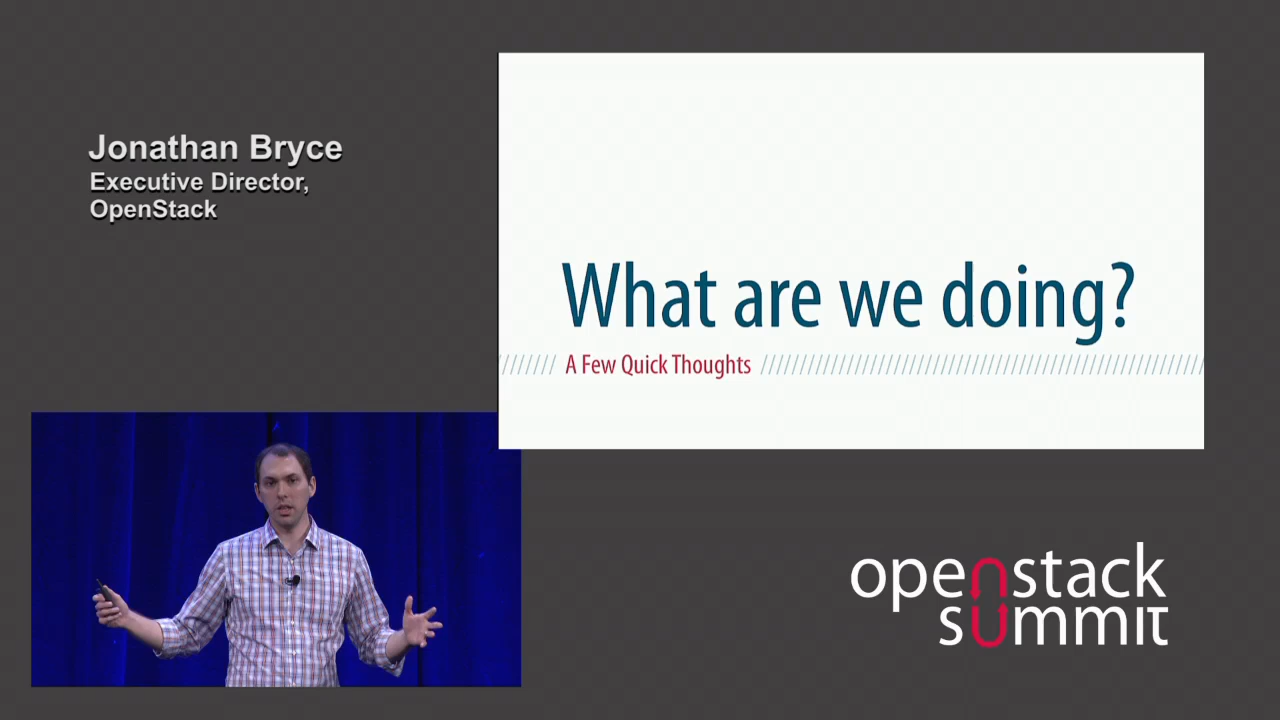 Jonathan Bryce
Executive Director,
OpenStack
What are we doing?
A Few Quick Thoughts
openstack
summit